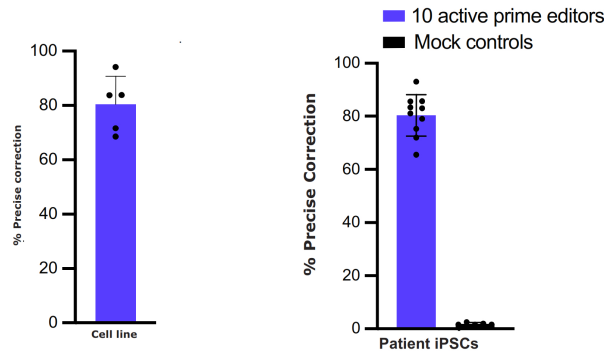 10 active prime editors
Mock controls
% Precise correction
100
80
60
40
20
0
Cell line
% Precise Correction
100
80
60
40
20
0
Patient iPSCs